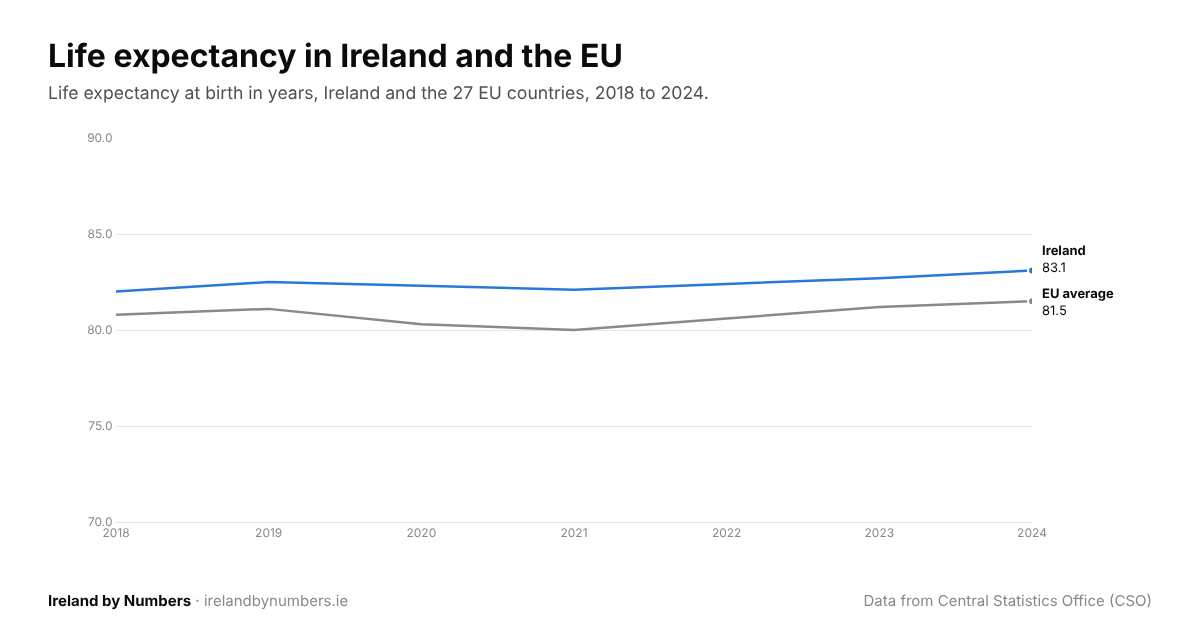 Life expectancy in Ireland and the EU
Life expectancy at birth in years, Ireland and the 27 EU countries, 2018 to 2024.
90.0
85.0
80.0
75.0
70.0
2018
2019
2020
2021
2022
2023
2024
Ireland
83.1
EU average
81.5
Ireland by Numbers · irelandbynumbers.ie
Data from Central Statistics Office (CSO)